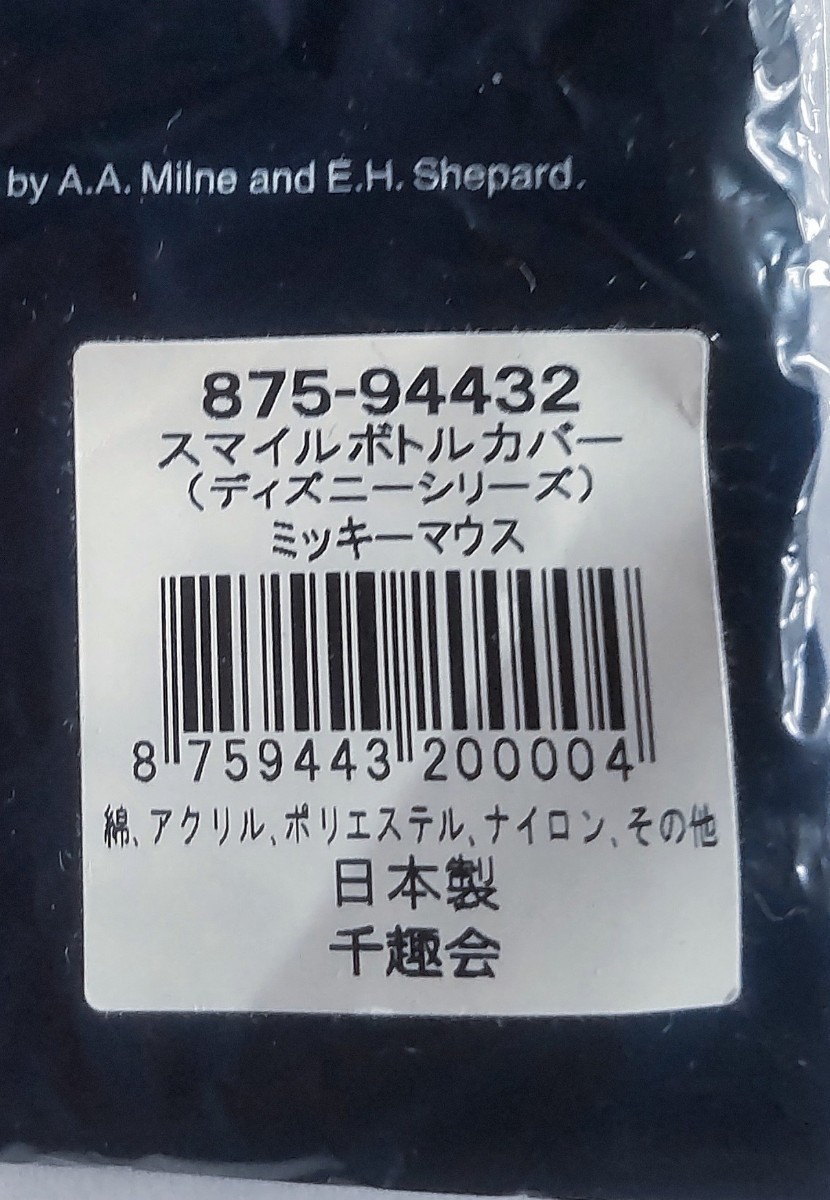 by A.A. Milne and E.H. Shepard.
875-94432
スマイルボトルカバー
(ディズニーシリーズ)
ミッキーマウス
8 759443 200004
綿、アクリル、ポリエステル、ナイロン、その他
日本製
千趣会